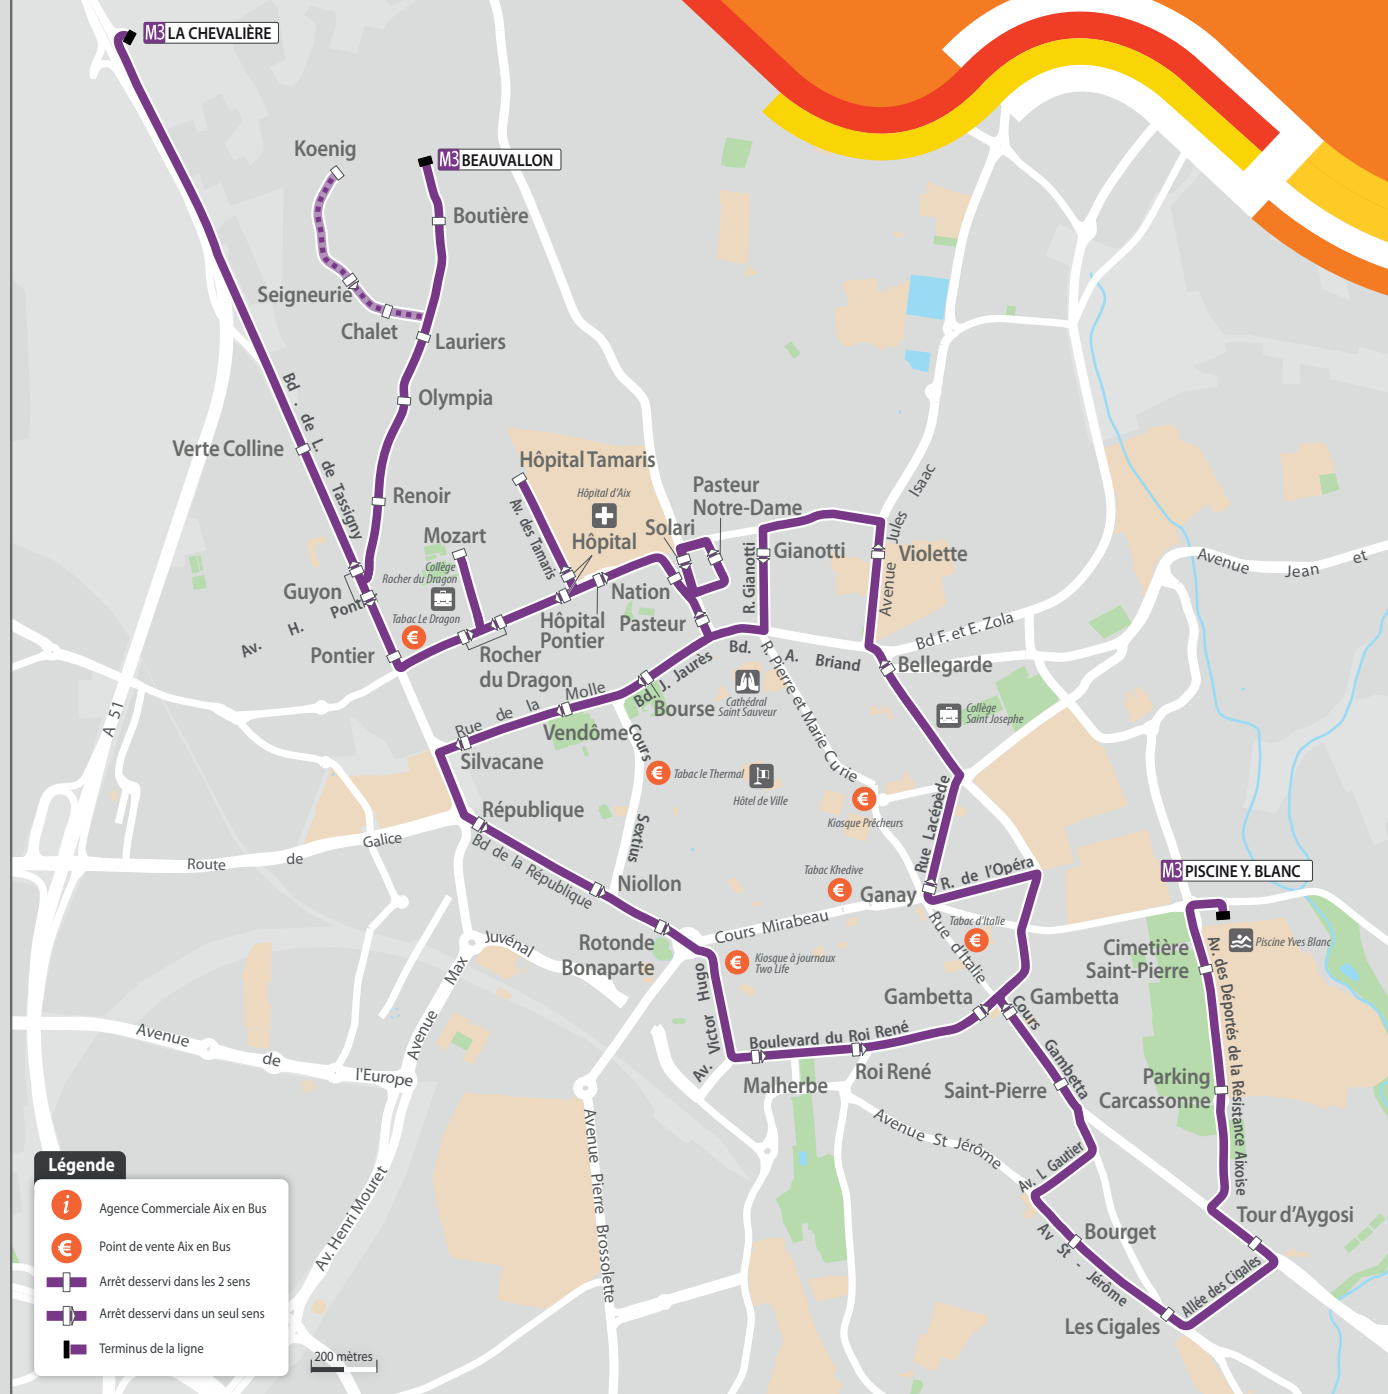 M3 LA CHEVALIÈRE
Koenig
M3 BEAUVALLON
Boutière
Seigneurie
Chalet
Lauriers
Olympia
Bd . de L. de Tassigny
Verte Colline
Renoir
Hôpital Tamaris
Hôpital d'Aix
Av. des Tamaris
Mozart
Collège
Rocher du Dragon
Solari
Pasteur
Notre-Dame
Hôpital
R. Gianotti
Gianotti
Avenue Jules Isaac
Violette
Avenue Jean et
Guyon
Av. H. Pontier
Tabac Le Dragon
Nation
Hôpital
Pontier
Pasteur
Pontier
Rocher
du Dragon
Bd. A. Briand
Bd F. et E. Zola
Bellegarde
A 51
Rue de la Molle
Bd. J. Jaurès
Bourse
Cathédral
Saint Sauveur
R. Pierre et Marie Curie
Collège
Saint Josephe
Vendôme
Silvacane
Cours Sextius
Tabac le Thermal
Hôtel de Ville
Kiosque Prêcheurs
Rue Lacépède
République
Route de Galice
Bd de la République
Niollon
Tabac Khedive
Ganay
R. de l'Opéra
M3 PISCINE Y. BLANC
Cours Mirabeau
Tabac d'Italie
Rue d'Italie
Rotonde
Bonaparte
Juvénal
Kiosque à journaux
Two Life
Cimetière
Saint-Pierre
Piscine Yves Blanc
Av. des Déportés de la Résistance Aixoise
Av. Victor Hugo
Gambetta
Gambetta
Cours Gambetta
Avenue Max
Avenue de l'Europe
Boulevard du Roi René
Malherbe
Roi René
Saint-Pierre
Parking
Carcassonne
Avenue St Jérôme
Avenue Pierre Brossolette
Av. L Gautier
Av St - Jérôme
Bourget
Tour d'Aygosi
Allée des Cigales
Les Cigales
Av. Henri Mouret
Légende
i Agence Commerciale Aix en Bus
€ Point de vente Aix en Bus
Arrêt desservi dans les 2 sens
Arrêt desservi dans un seul sens
Terminus de la ligne
200 mètres